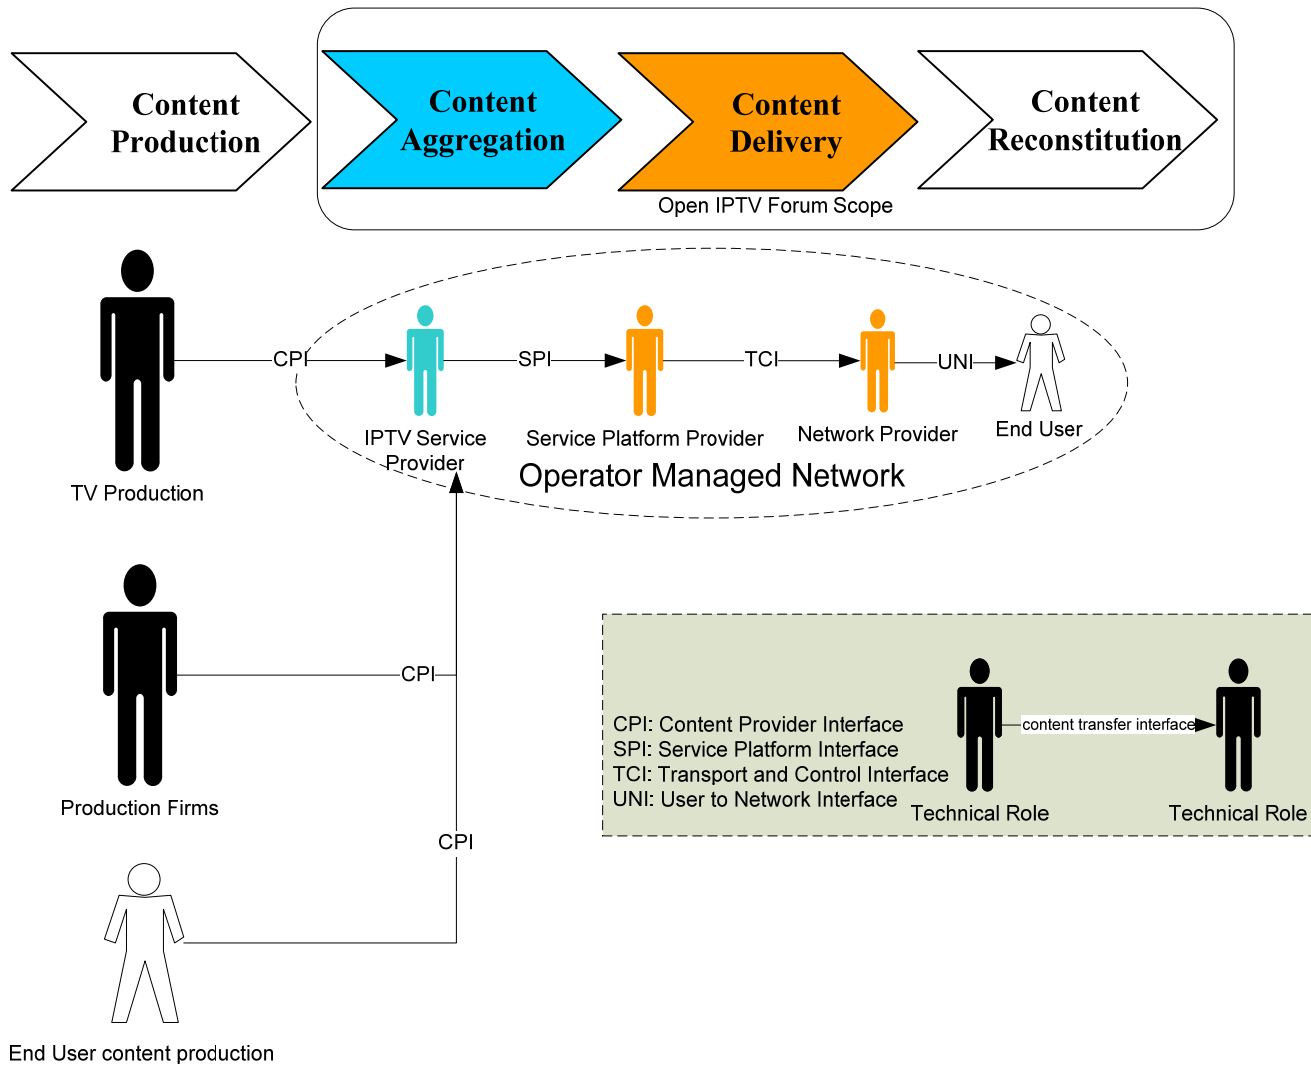 Content
Production
Content
Aggregation
Content
Delivery
Content
Reconstitution
Open IPTV Forum Scope
CPI
SPI
TCI
UNI
TV Production
IPTV Service
Provider
Service Platform Provider
Network Provider
End User
Operator Managed Network
CPI
Production Firms
CPI
End User content production
CPI: Content Provider Interface
SPI: Service Platform Interface
TCI: Transport and Control Interface
UNI: User to Network Interface
content transfer interface
Technical Role
Technical Role